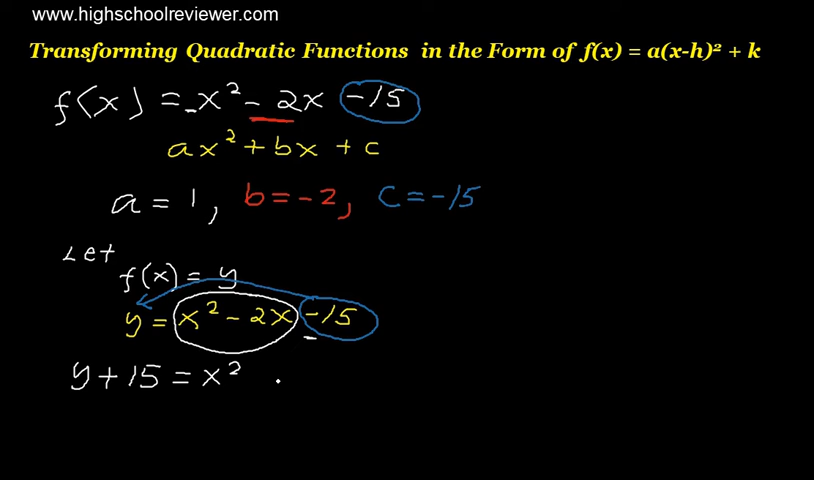 www.highschoolreviewer.com
Transforming Quadratic Functions in the Form of f(x) = a(x-h)² + k
f(x) = x² - 2x - 15
ax² + bx + c
a = 1, b = -2, c = -15
Let
f(x) = y
y = x² - 2x - 15
y + 15 = x²